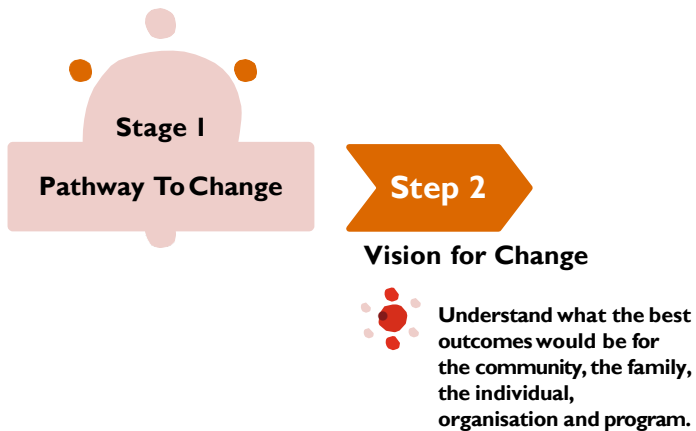 Stage 1
Pathway To Change
Step 2
Vision for Change
Understand what the best
outcomes would be for
the community, the family,
the individual,
organisation and program.